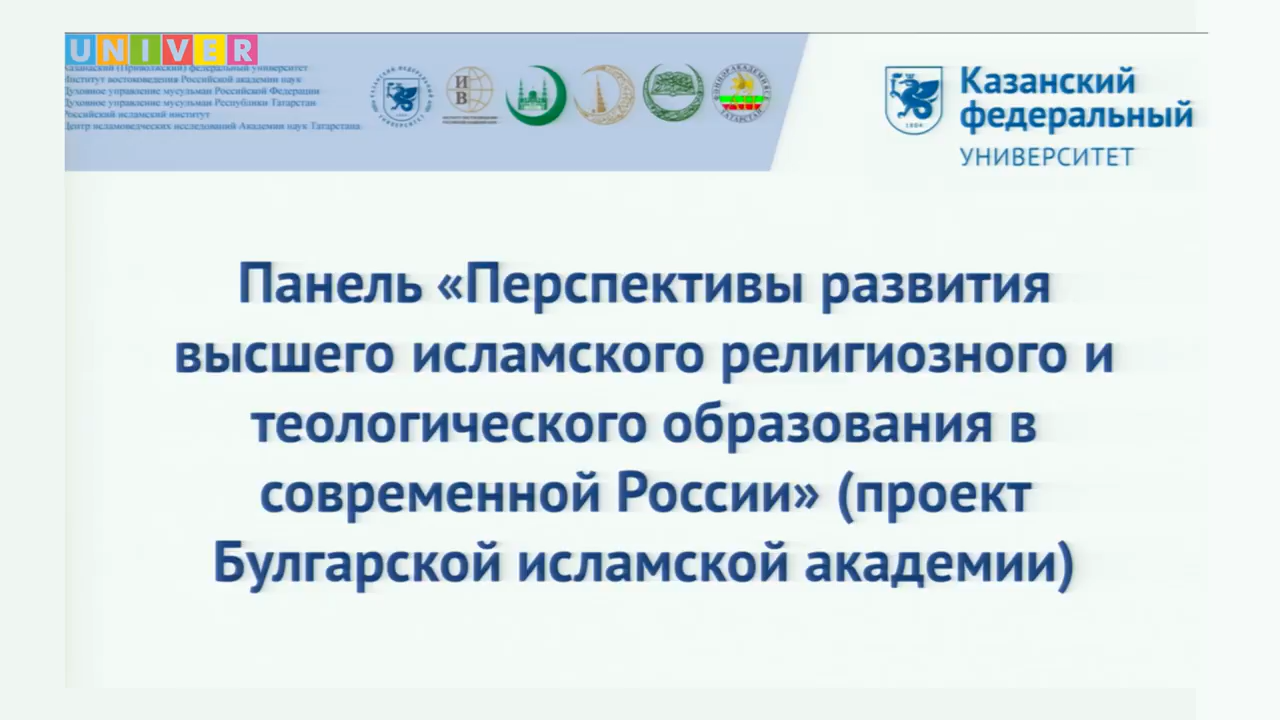 UNIVER
Казанский (Приволжский) федеральный университет
Институт востоковедения Российской академии наук
Духовное управление мусульман Российской Федерации
Духовное управление мусульман Республики Татарстан
Российский исламский институт
Центр исламоведческих исследований Академии наук Татарстана
ИВ
Казанский
федеральный
УНИВЕРСИТЕТ
1804
Панель «Перспективы развития
высшего исламского религиозного и
теологического образования в
современной России» (проект
Булгарской исламской академии)